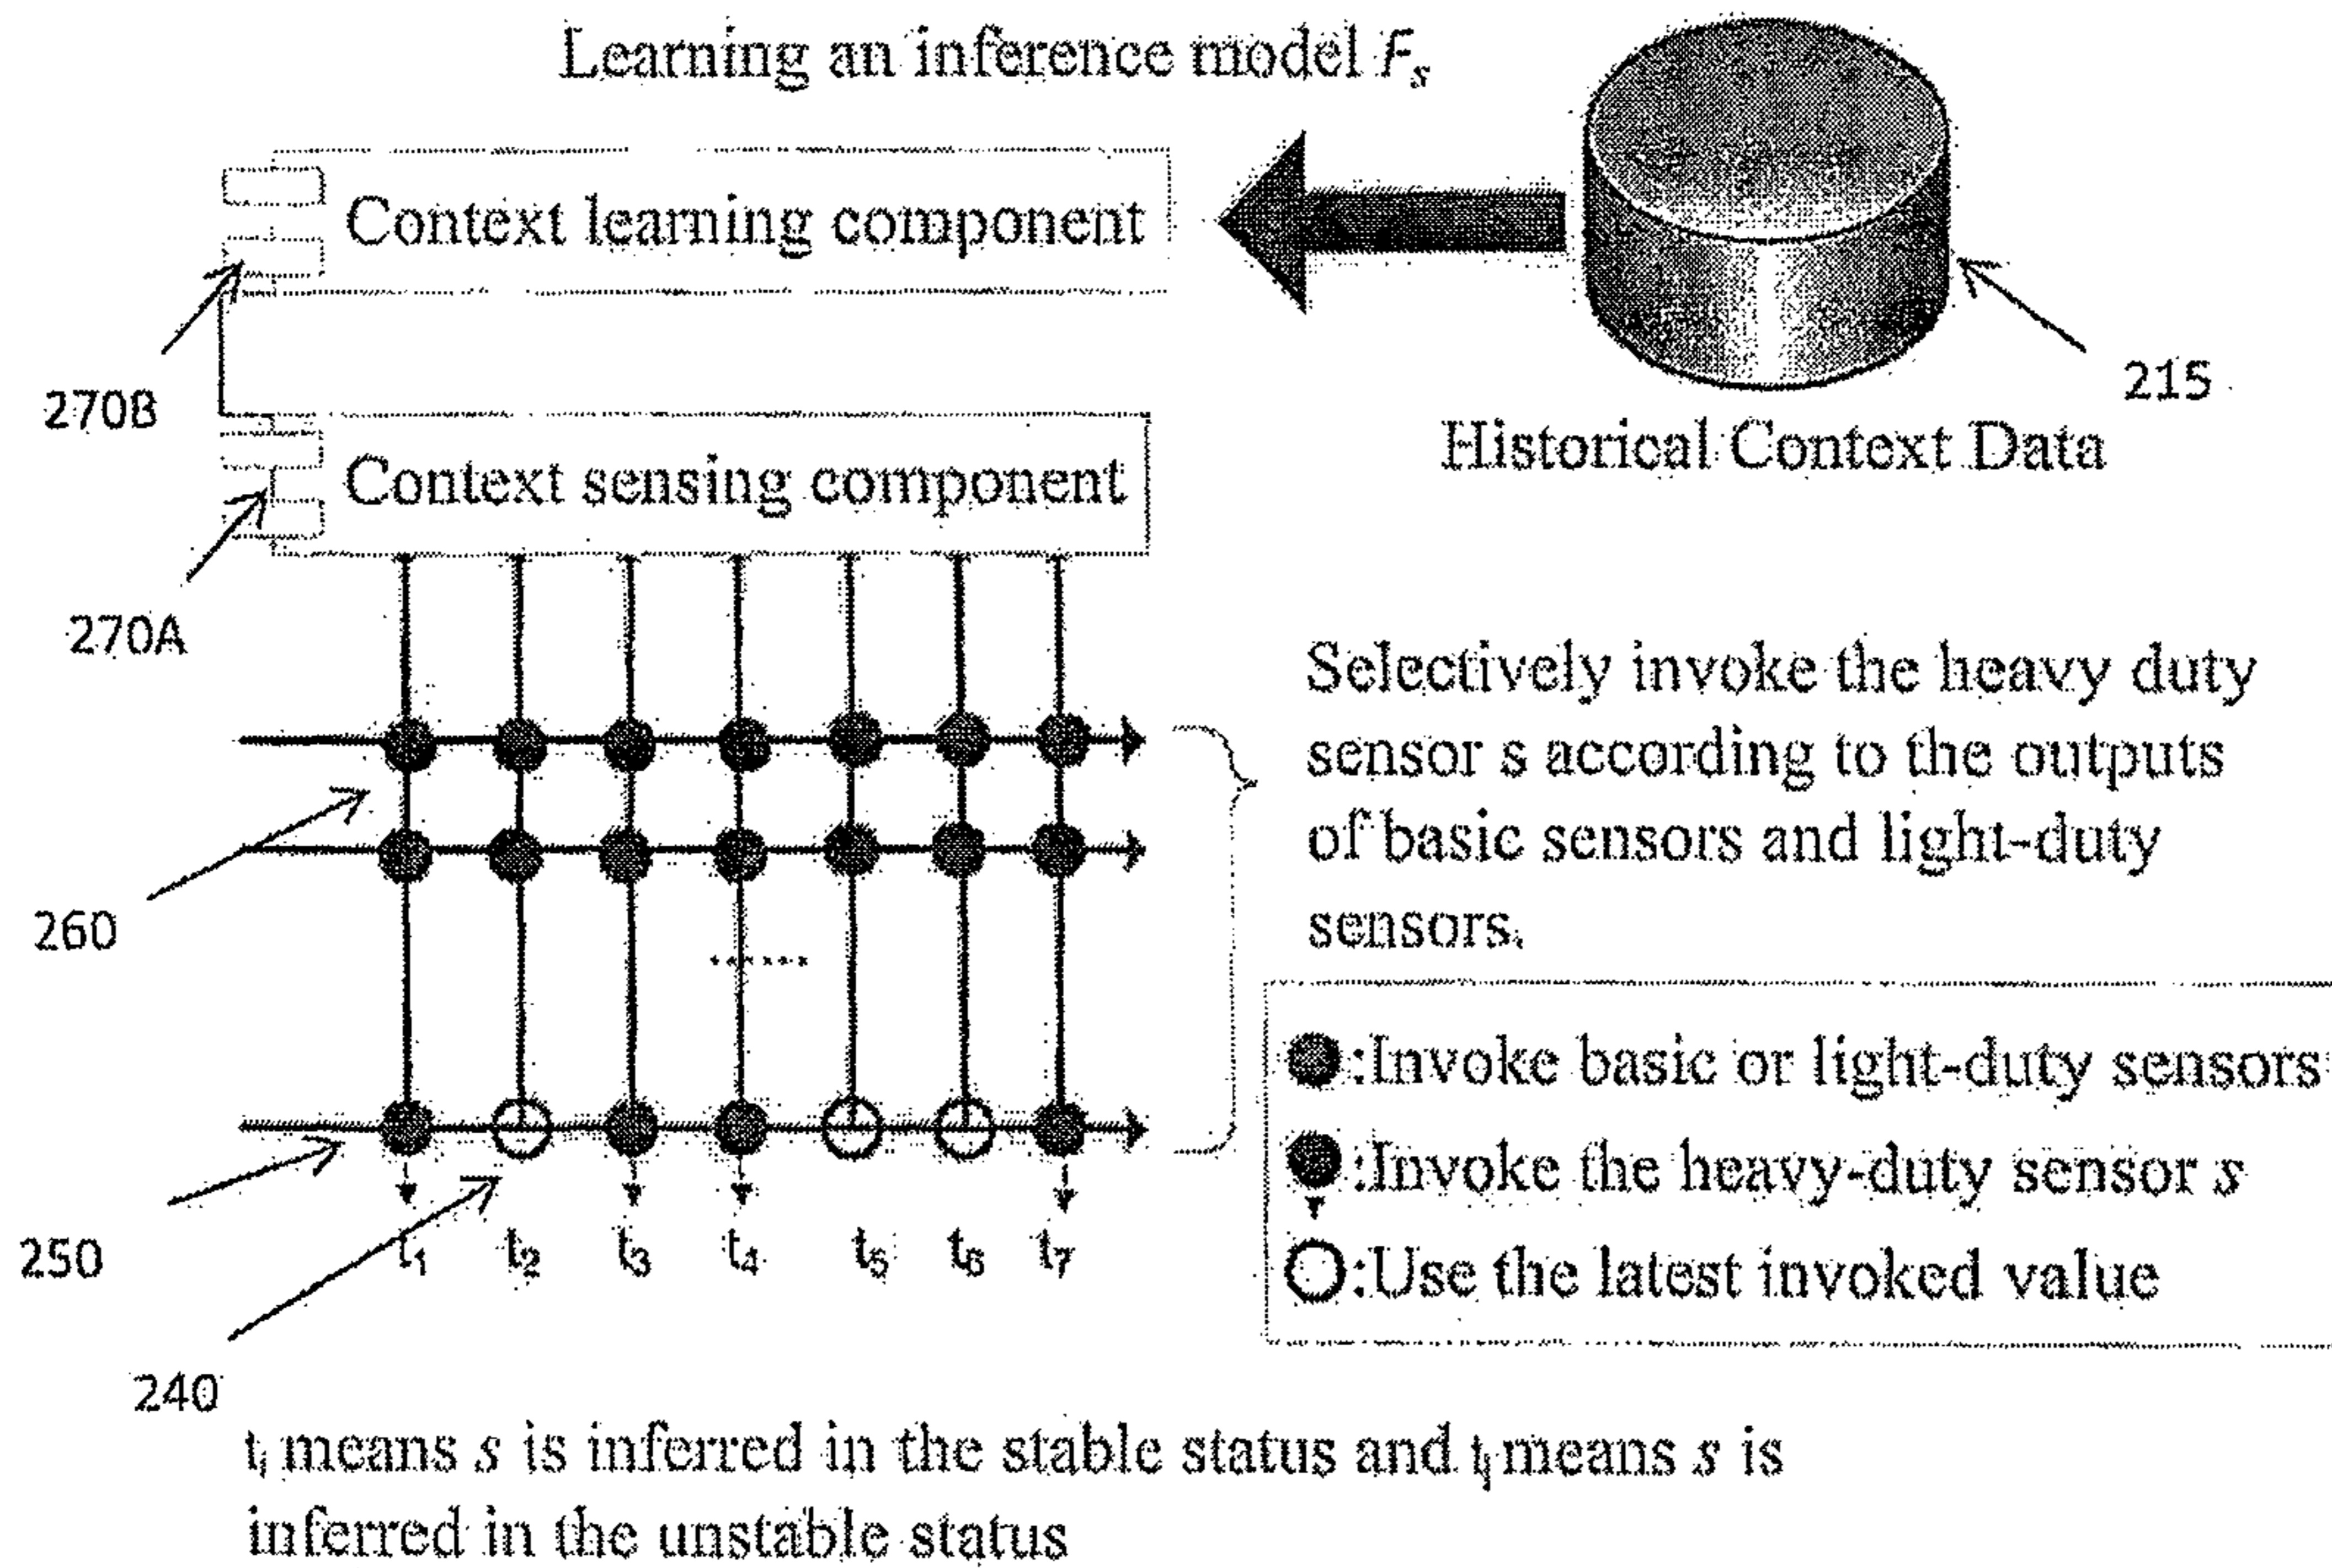 Learning an inference model Fs
Context learning component
270B
215
Historical Context Data
Context sensing component
270A
Selectively invoke the heavy duty
sensor s according to the outputs
of basic sensors and light-duty
sensors.
260
......
:Invoke basic or light-duty sensors
:Invoke the heavy-duty sensor s
:Use the latest invoked value
250
t1 t2 t3 t4 t5 t6 t7
240
ti means s is inferred in the stable status and tj means s is
inferred in the unstable status